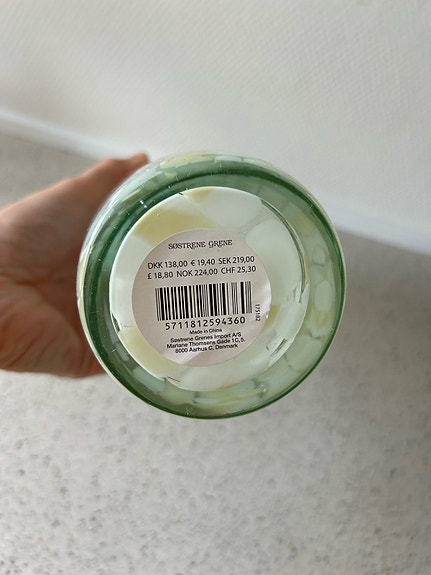 SØSTRENE GRENE
DKK 138,00 € 19,40 SEK 219,00
£ 18,80 NOK 224,00 CHF 25,30
5711812594360
175182
Made in China
Søstrene Grenes Import A/S
Mariane Thomsens Gade 1C,5.
8000 Aarhus C, Denmark